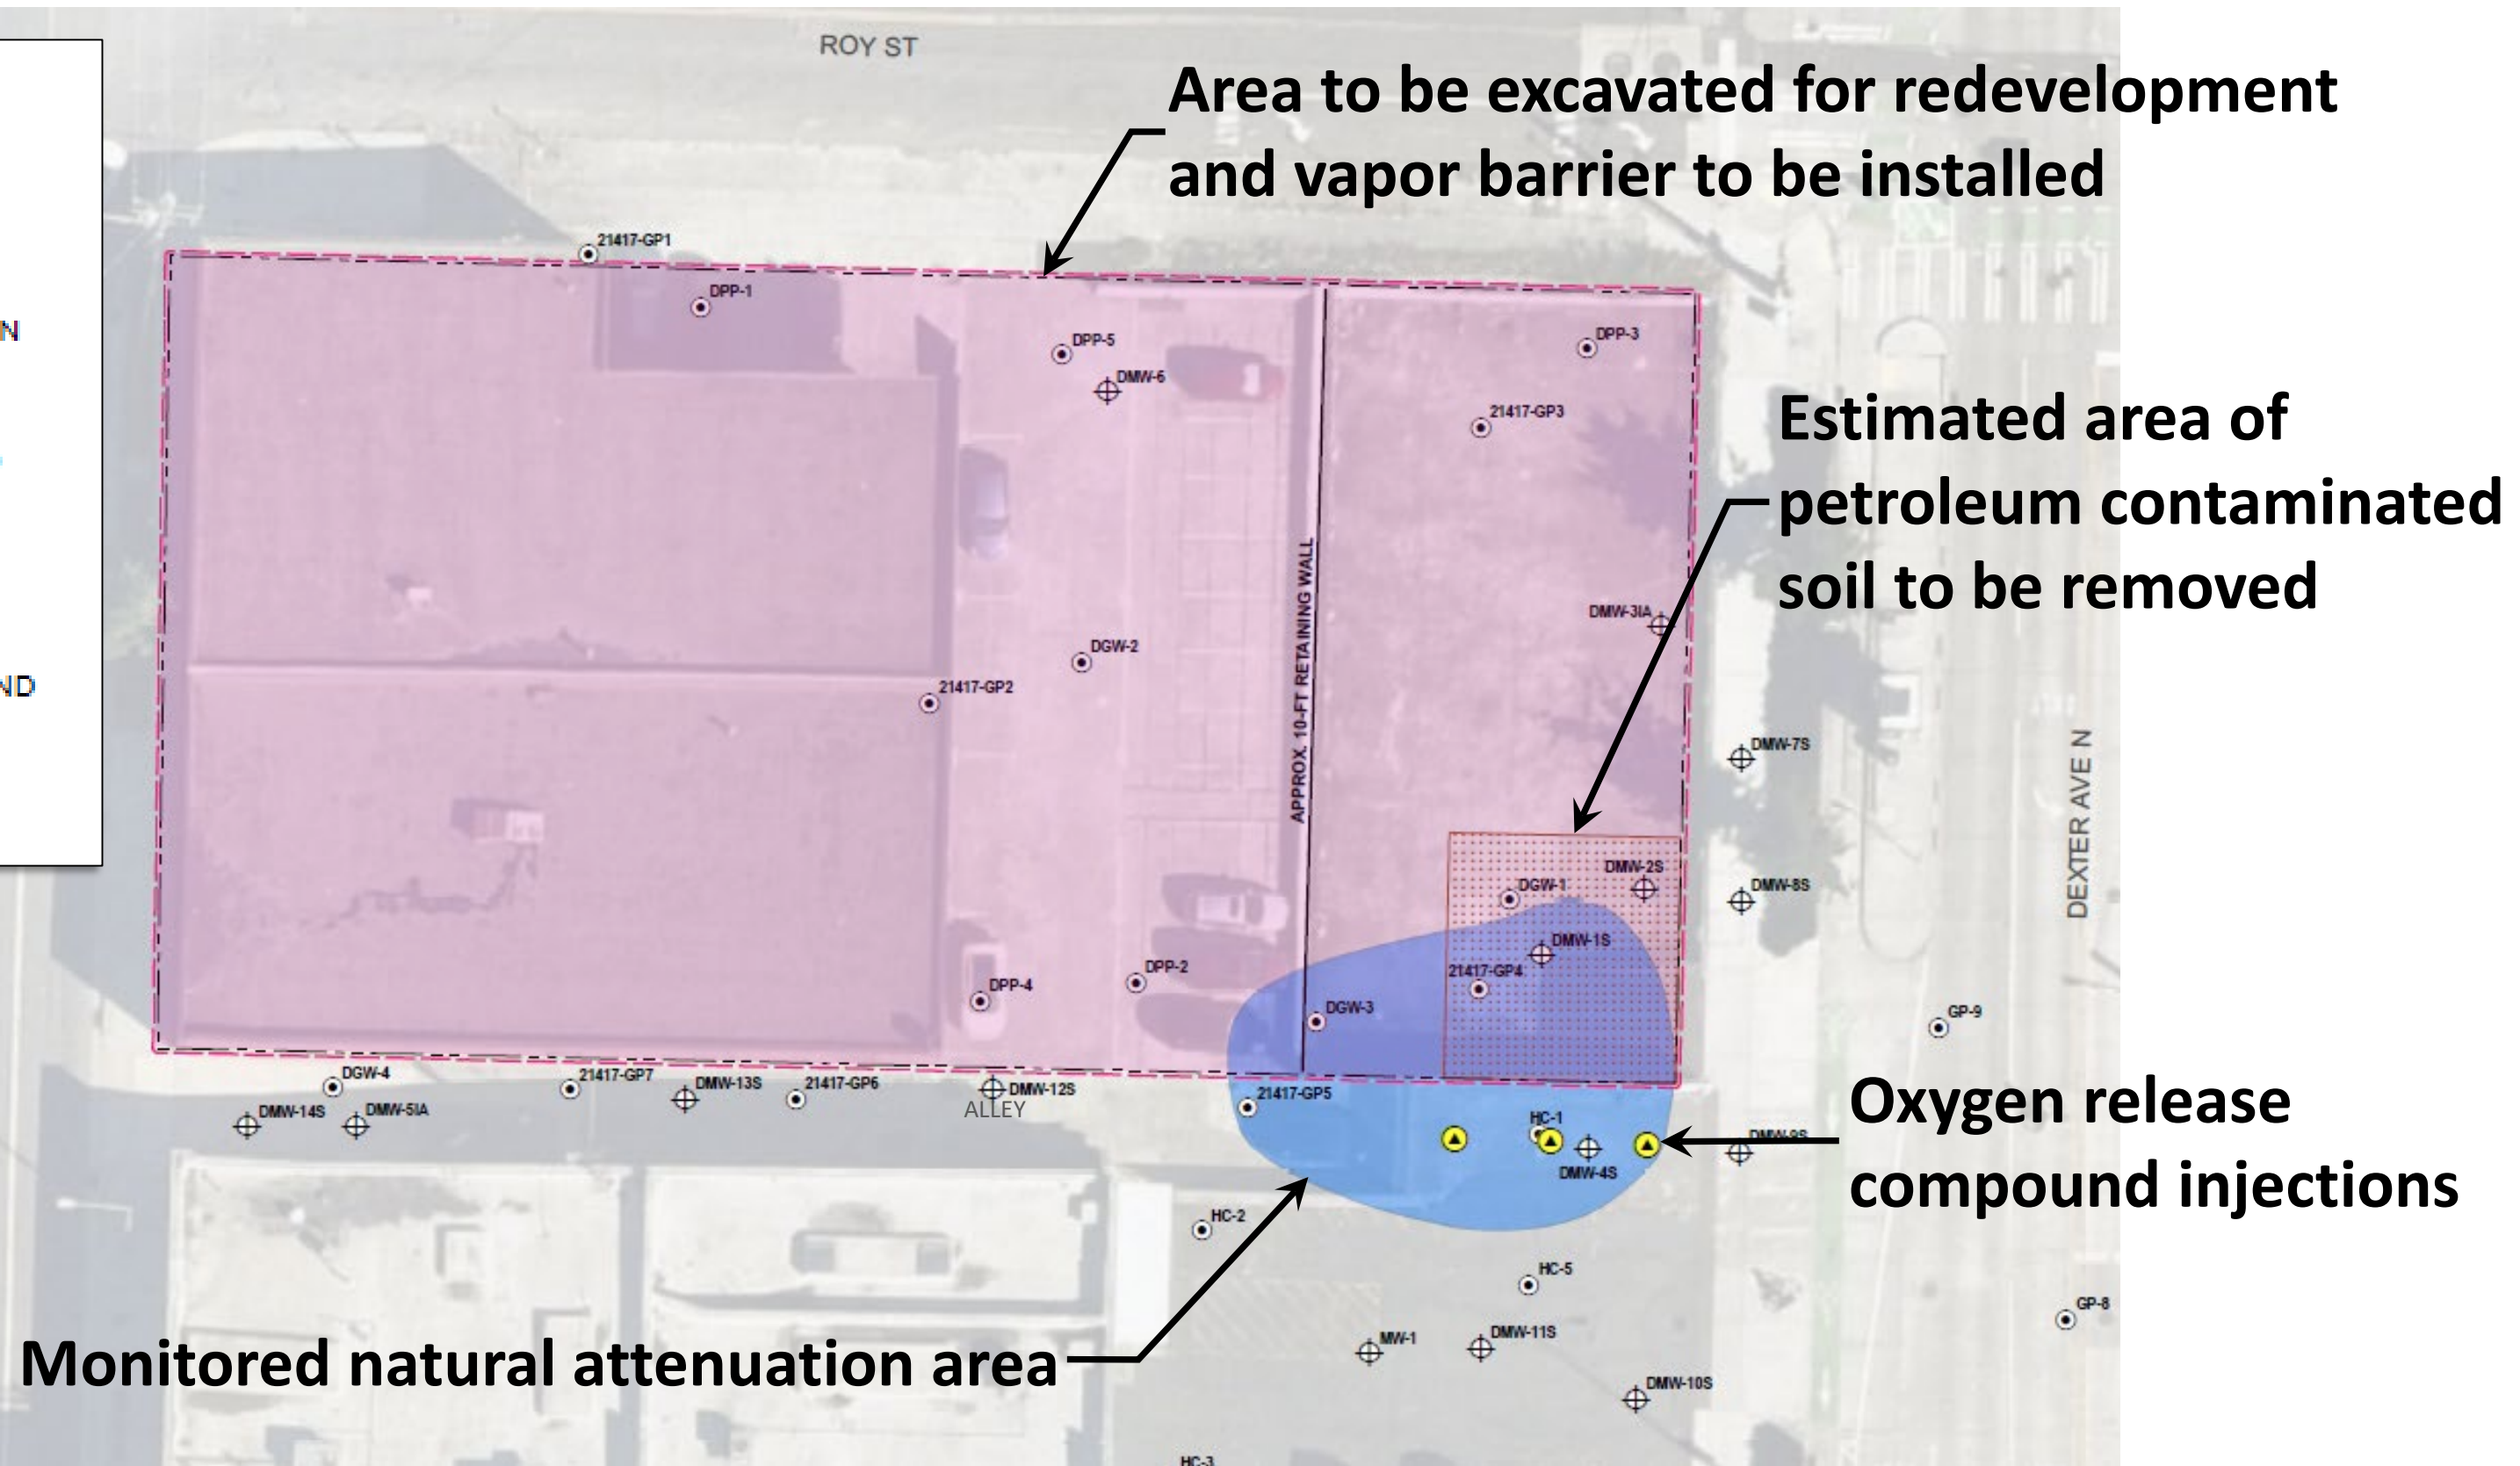 ROY ST
Area to be excavated for redevelopment
and vapor barrier to be installed
21417-GP1
DPP-1
N
DPP-5
DPP-3
DMW-6
21417-GP3
Estimated area of
petroleum contaminated
soil to be removed
APPROX. 10-FT RETAINING WALL
DMW-3IA
DGW-2
21417-GP2
ND
DMW-7S
DEXTER AVE N
DMW-2S
DGW-1
DMW-8S
DMW-1S
21417-GP4
DPP-2
DPP-4
DGW-3
GP-9
DGW-4
21417-GP7
DMW-13S
21417-GP6
DMW-12S
ALLEY
21417-GP5
DMW-14S
DMW-5IA
HC-1
DMW-4S
DMW-9S
Oxygen release
compound injections
HC-2
HC-5
GP-8
MW-1
DMW-11S
Monitored natural attenuation area
DMW-10S
HC-3